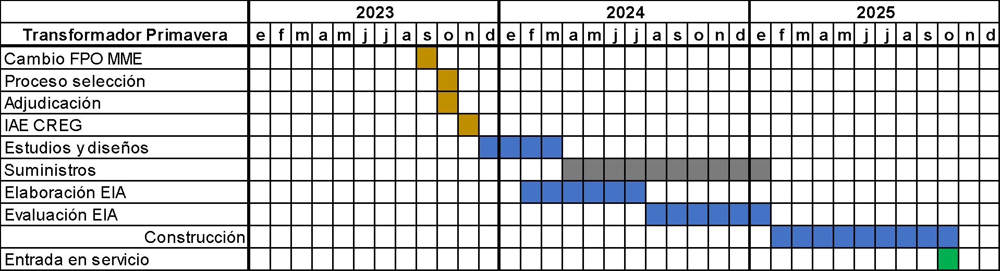 2023 2024 2025
Transformador Primavera e f m a m j j a s o n d e f m a m j j a s o n d e f m a m j j a s o n d
Cambio FPO MME
Proceso selección
Adjudicación
IAE CREG
Estudios y diseños
Suministros
Elaboración EIA
Evaluación EIA
Construcción
Entrada en servicio